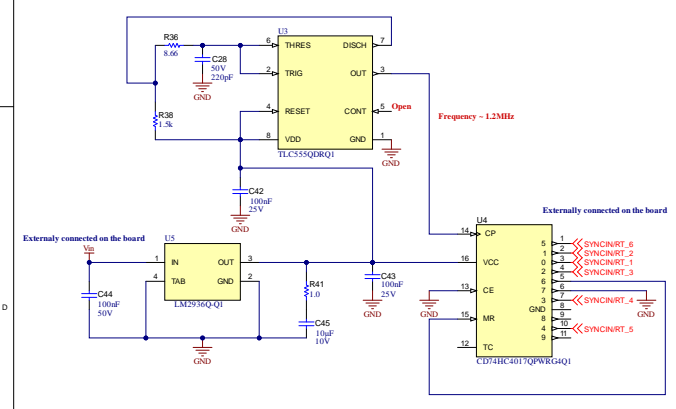 R36
8.66
C28
50V
220pF
GND
R38
1.5k
U3
6 THRES DISCH 7
2 TRIG OUT 3
4 RESET CONT 5 Open
8 VDD GND 1
TLC555QDRQ1
GND
Frequency ~ 1.2MHz
C42
100nF
25V
GND
Externaly connected on the board
Vin
U5
1 IN OUT 3
4 TAB GND 2
LM2936Q-Q1
C44
100nF
50V
GND
R41
1.0
C45
10µF
10V
C43
100nF
25V
GND
Externally connected on the board
U4
14 CP
16 VCC
13 CE
15 MR
12 TC
GND
5 1 SYNCIN/RT_6
1 2 SYNCIN/RT_2
0 3 SYNCIN/RT_1
2 4 SYNCIN/RT_3
6 5
7 6
3 7 SYNCIN/RT_4
GND 8
8 9
4 10 SYNCIN/RT_5
9 11
GND
CD74HC4017QPWRG4Q1
D